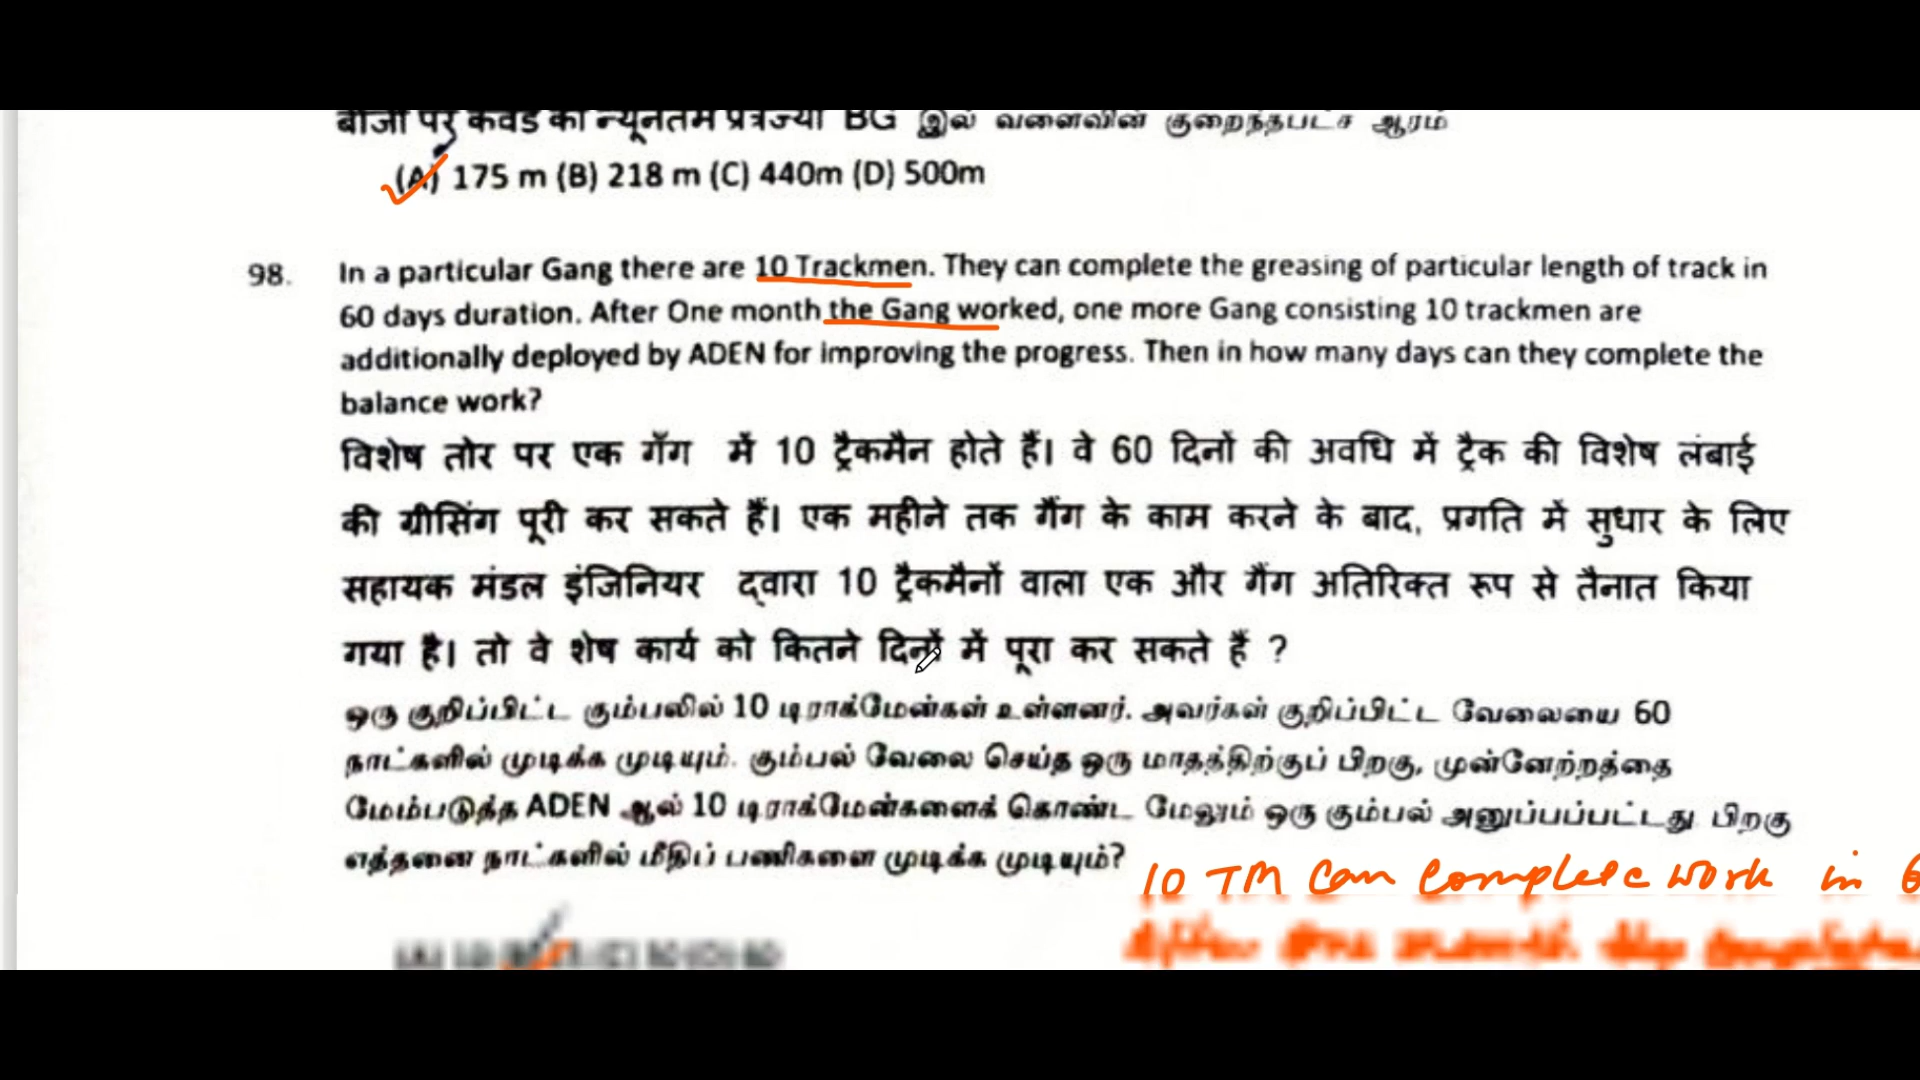 बीजी पर कर्वड की न्यूनतम प्रत्रिज्या BG இல் வளைவின் குறைந்தபட்ச ஆரம்
(A) 175 m (B) 218 m (C) 440m (D) 500m
98. In a particular Gang there are 10 Trackmen. They can complete the greasing of particular length of track in
60 days duration. After One month the Gang worked, one more Gang consisting 10 trackmen are
additionally deployed by ADEN for improving the progress. Then in how many days can they complete the
balance work?
विशेष तोर पर एक गँग में 10 ट्रैकमैन होते हैं। वे 60 दिनों की अवधि में ट्रैक की विशेष लंबाई
की ग्रीसिंग पूरी कर सकते हैं। एक महीने तक गैंग के काम करने के बाद, प्रगति में सुधार के लिए
सहायक मंडल इंजिनियर द्वारा 10 ट्रैकमैनों वाला एक और गैंग अतिरिक्त रूप से तैनात किया
गया है। तो वे शेष कार्य को कितने दिनों में पूरा कर सकते हैं ?
ஒரு குறிப்பிட்ட கும்பலில் 10 டிராக்மேன்கள் உள்ளனர். அவர்கள் குறிப்பிட்ட வேலையை 60
நாட்களில் முடிக்க முடியும். கும்பல் வேலை செய்த ஒரு மாதத்திற்குப் பிறகு, முன்னேற்றத்தை
மேம்படுத்த ADEN ஆல் 10 டிராக்மேன்களைக் கொண்ட மேலும் ஒரு கும்பல் அனுப்பப்பட்டது பிறகு
எத்தனை நாட்களில் மீதிப் பணிகளை முடிக்க முடியும்?
10 TM can complete work in